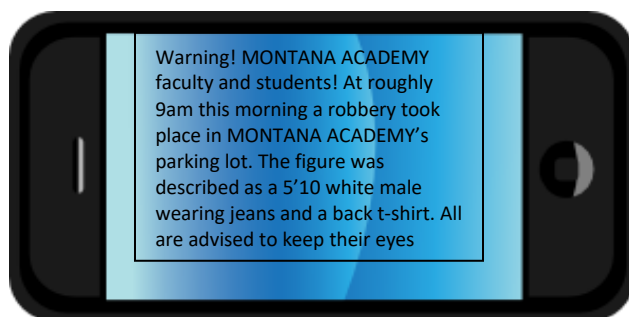 Warning! MONTANA ACADEMY
faculty and students! At roughly
9am this morning a robbery took
place in MONTANA ACADEMY’s
parking lot. The figure was
described as a 5’10 white male
wearing jeans and a back t-shirt. All
are advised to keep their eyes